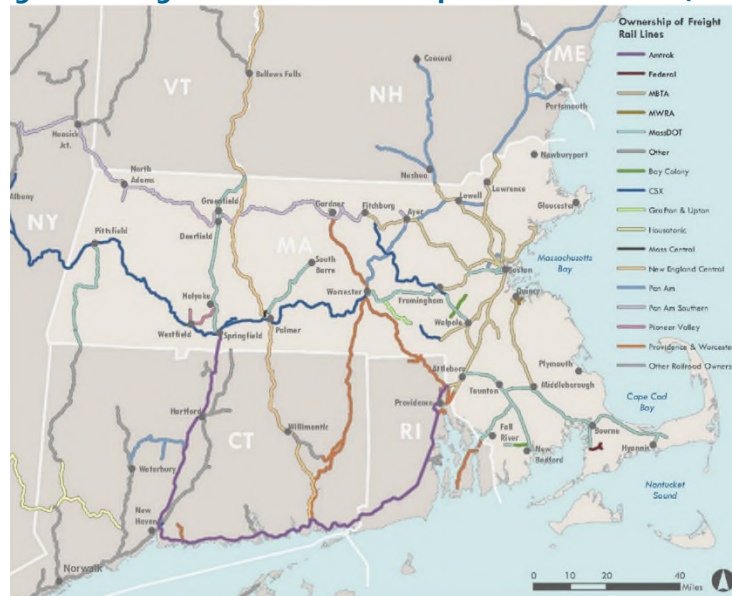 Ownership of Freight
Rail Lines
Amtrak
Federal
MBTA
MWRA
MassDOT
Other
Bay Colony
CSX
Grafton & Upton
Housatonic
Mass Central
New England Central
Pan Am
Pan Am Southern
Pioneer Valley
Providence & Worcester
Other Railroad Owners
VT
NH
ME
NY
MA
CT
RI
Concord
Bellows Falls
Portsmouth
Hoosick
Jct.
North
Adams
Nashua
Newburyport
Albany
Greenfield
Gardner
Fitchburg
Ayer
Lowell
Lawrence
Gloucester
Pittsfield
Deerfield
South
Barre
Boston
Massachusetts
Bay
Holyoke
Worcester
Framingham
Quincy
Westfield
Springfield
Palmer
Walpole
Plymouth
Attleboro
Taunton
Middleborough
Cape Cod
Bay
Hartford
Providence
Willimantic
Fall
River
New
Bedford
Bourne
Hyannis
Waterbury
Nantucket
Sound
New
Haven
Norwalk
0 10 20 40
Miles